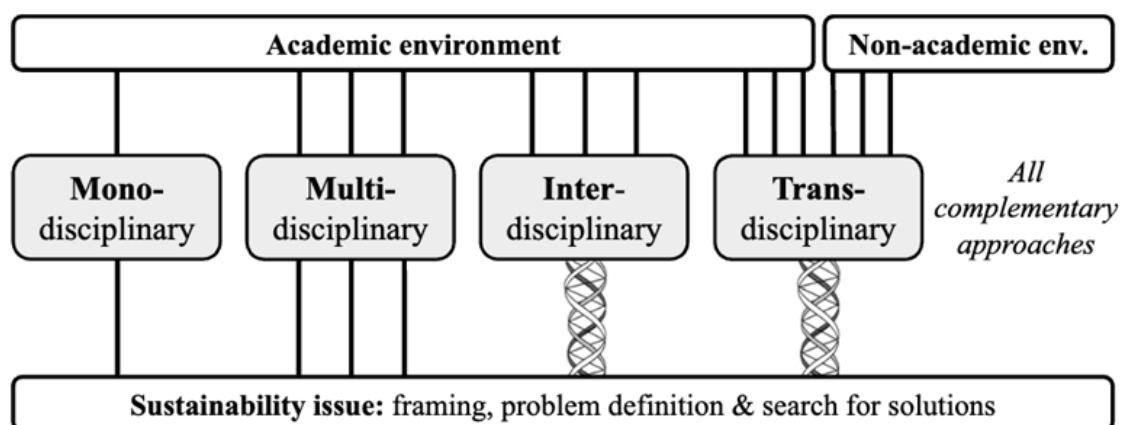 Academic environment
Non-academic env.
Mono-
disciplinary
Multi-
disciplinary
Inter-
disciplinary
Trans-
disciplinary
All
complementary
approaches
Sustainability issue: framing, problem definition & search for solutions